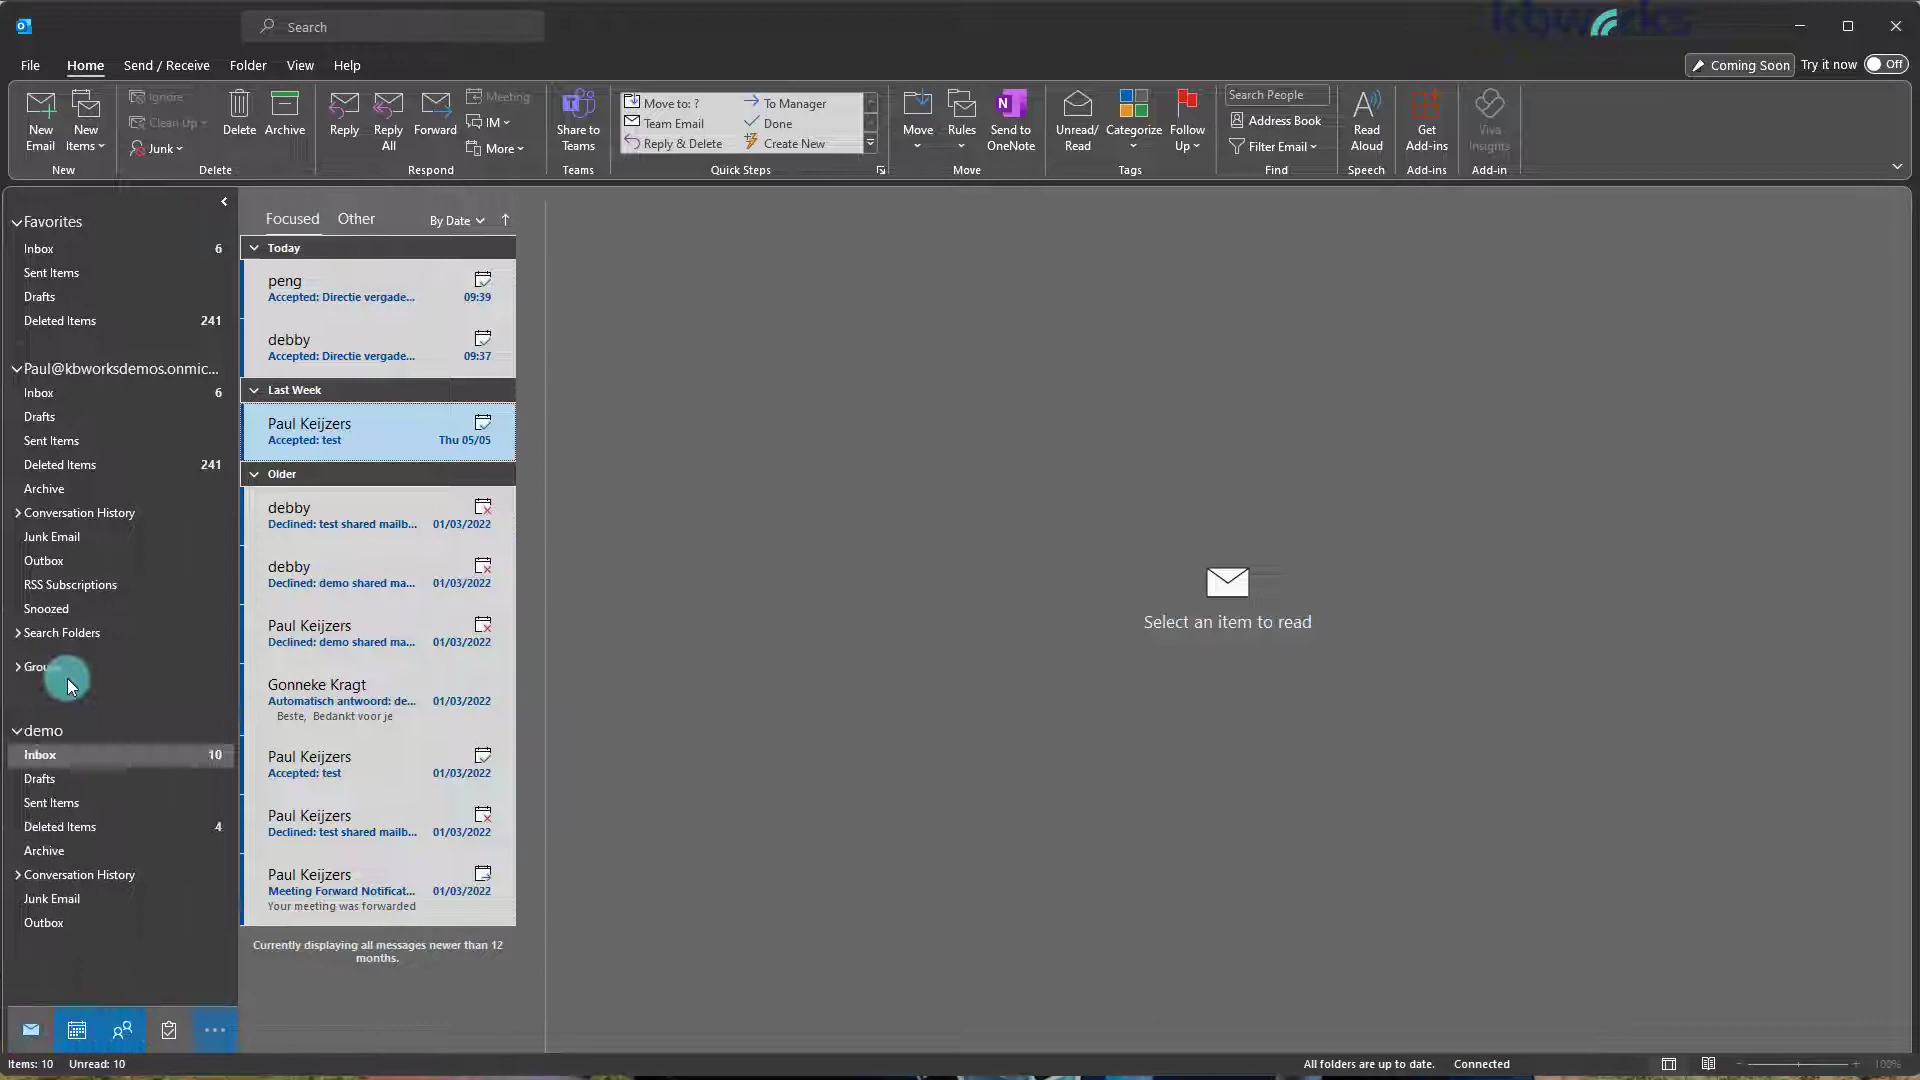 Search
kbworks
File Home Send / Receive Folder View Help
Coming Soon Try it now Off
New Email
New Items
Ignore
Clean Up
Junk
Delete
Archive
Reply
Reply All
Forward
Meeting
IM
More
Share to Teams
Move to: ?
Team Email
Reply & Delete
To Manager
Done
Create New
Move
Rules
Send to OneNote
Unread/ Read
Categorize
Follow Up
Search People
Address Book
Filter Email
Read Aloud
Get Add-ins
Viva Insights
New Delete Respond Teams Quick Steps Move Tags Find Speech Add-ins Add-in
Favorites
Inbox 6
Sent Items
Drafts
Deleted Items 241
Paul@kbworksdemos.onmic...
Inbox 6
Drafts
Sent Items
Deleted Items 241
Archive
Conversation History
Junk Email
Outbox
RSS Subscriptions
Snoozed
Search Folders
demo
Inbox 10
Drafts
Sent Items
Deleted Items 4
Archive
Conversation History
Junk Email
Outbox
Focused Other By Date
Today
peng
Accepted: Directie vergade... 09:39
debby
Accepted: Directie vergade... 09:37
Last Week
Paul Keijzers
Accepted: test Thu 05/05
Older
debby
Declined: test shared mailb... 01/03/2022
debby
Declined: demo shared ma... 01/03/2022
Paul Keijzers
Declined: demo shared ma... 01/03/2022
Gonneke Kragt
Automatisch antwoord: de... 01/03/2022
Beste, Bedankt voor je
Paul Keijzers
Accepted: test 01/03/2022
Paul Keijzers
Declined: test shared mailb... 01/03/2022
Paul Keijzers
Meeting Forward Notificat... 01/03/2022
Your meeting was forwarded
Currently displaying all messages newer than 12
months.
Select an item to read
Items: 10 Unread: 10
All folders are up to date. Connected
100%